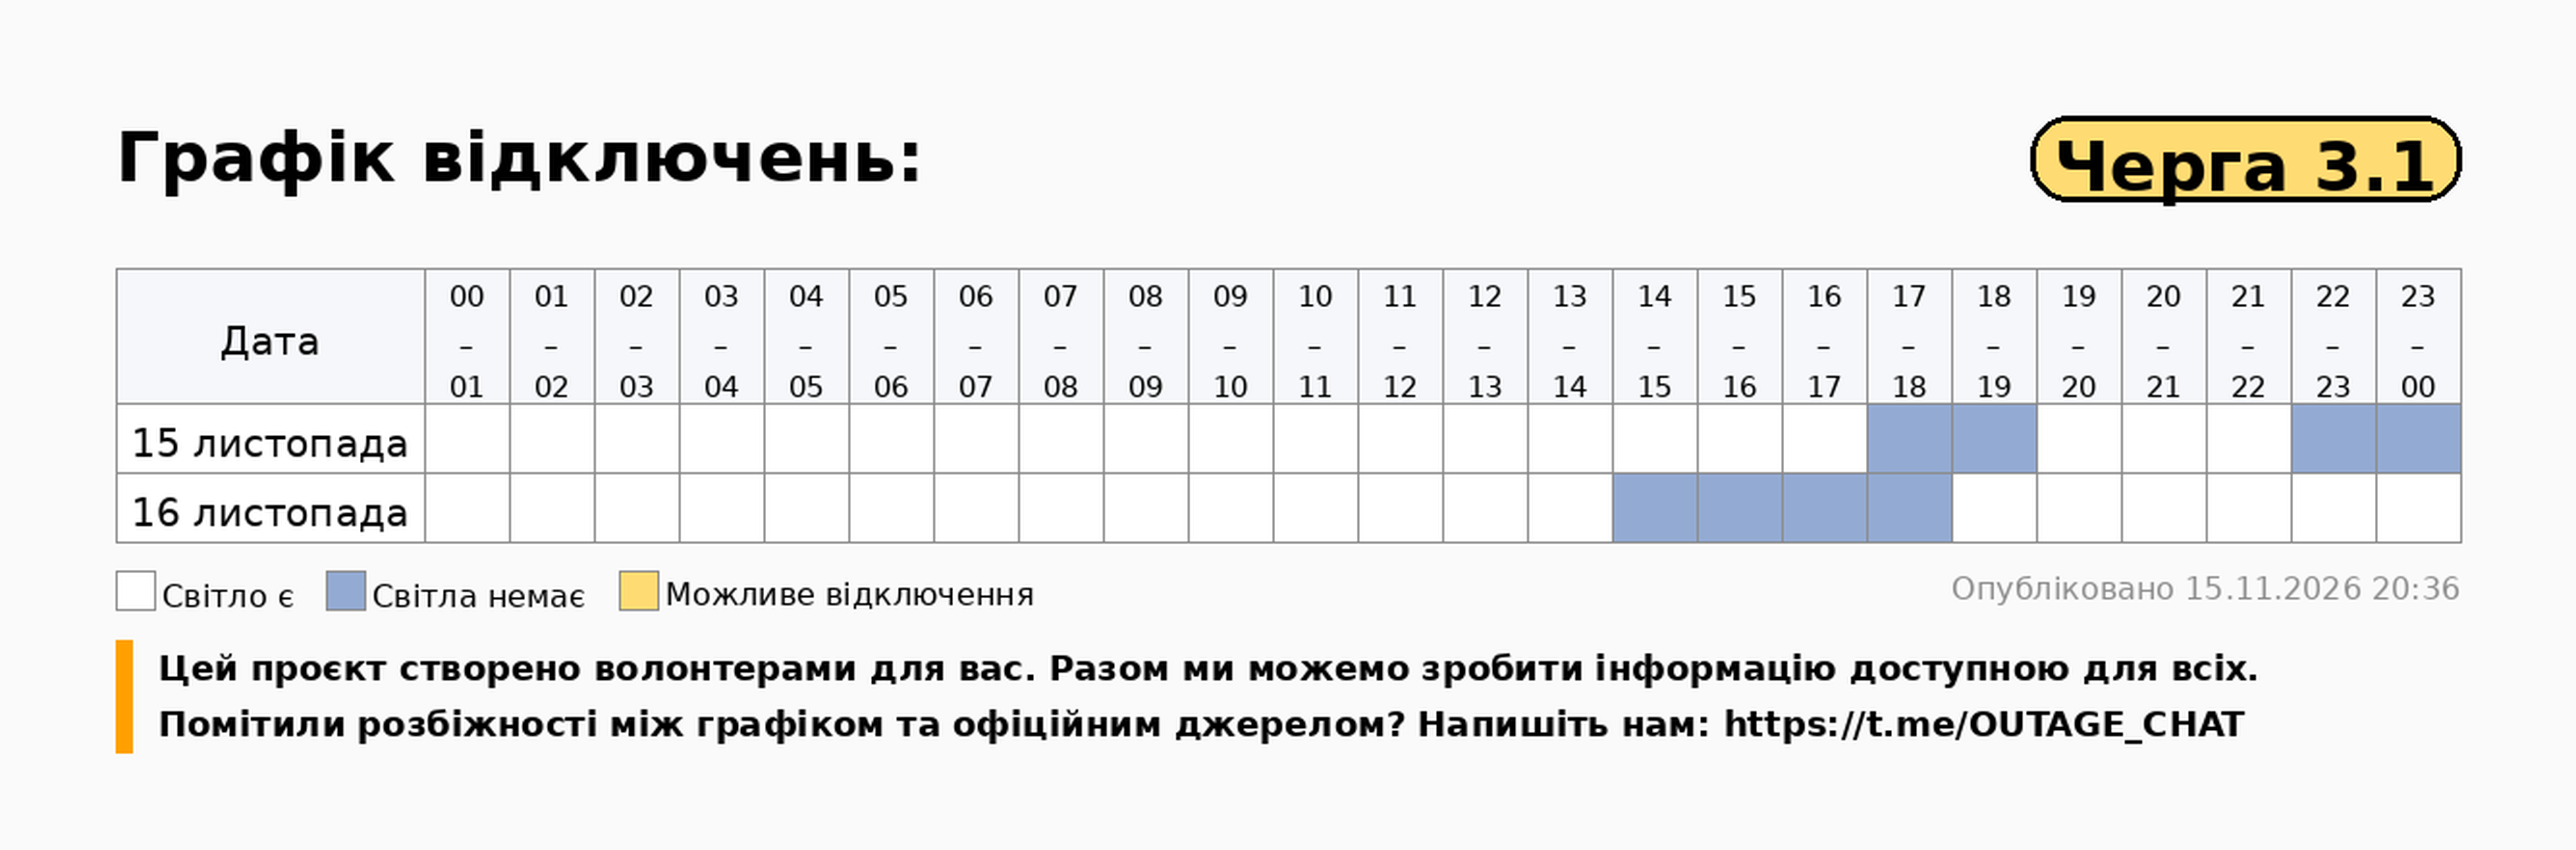 Графік відключень:
Черга 3.1
Дата
00 – 01
01 – 02
02 – 03
03 – 04
04 – 05
05 – 06
06 – 07
07 – 08
08 – 09
09 – 10
10 – 11
11 – 12
12 – 13
13 – 14
14 – 15
15 – 16
16 – 17
17 – 18
18 – 19
19 – 20
20 – 21
21 – 22
22 – 23
23 – 00
15 листопада
16 листопада
Світло є
Світла немає
Можливе відключення
Опубліковано 15.11.2026 20:36
Цей проєкт створено волонтерами для вас. Разом ми можемо зробити інформацію доступною для всіх.
Помітили розбіжності між графіком та офіційним джерелом? Напишіть нам: https://t.me/OUTAGE_CHAT